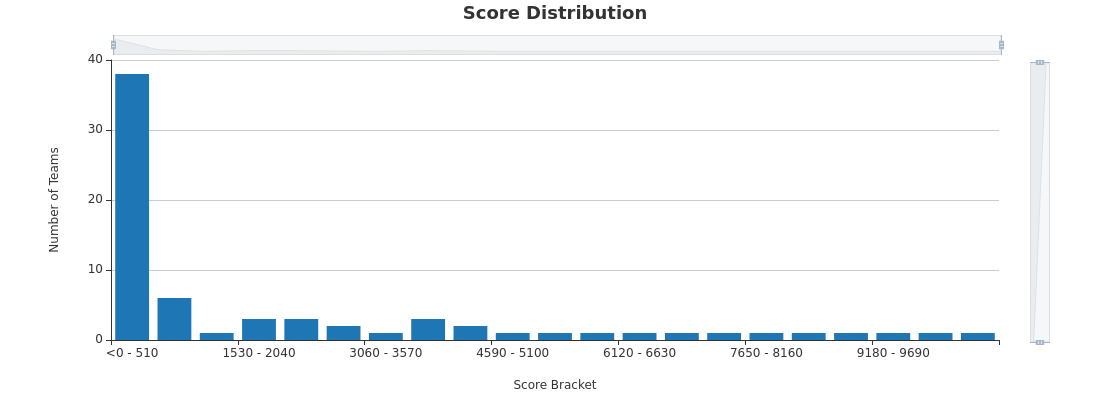 Score Distribution
40
30
20
10
0
Number of Teams
<0 - 510
1530 - 2040
3060 - 3570
4590 - 5100
6120 - 6630
7650 - 8160
9180 - 9690
Score Bracket